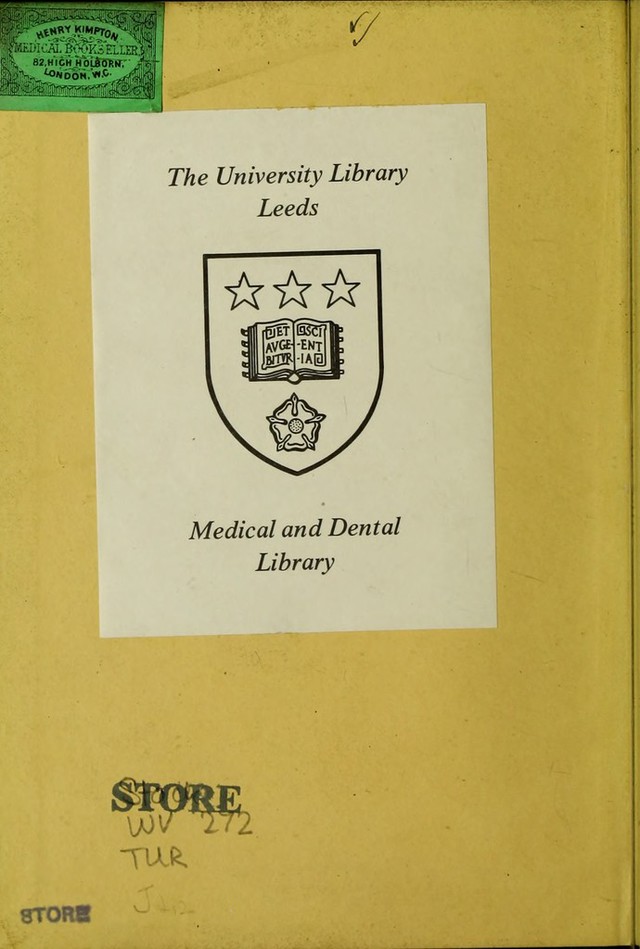 HENRY KIMPTON
MEDICAL BOOKSELLER,
82, HIGH HOLBORN,
LONDON, W.C.
The University Library
Leeds
ET
AVGE-
BITVR
SCI
-ENT
-IA
Medical and Dental
Library
STORE
WV 272
TUR
STORE